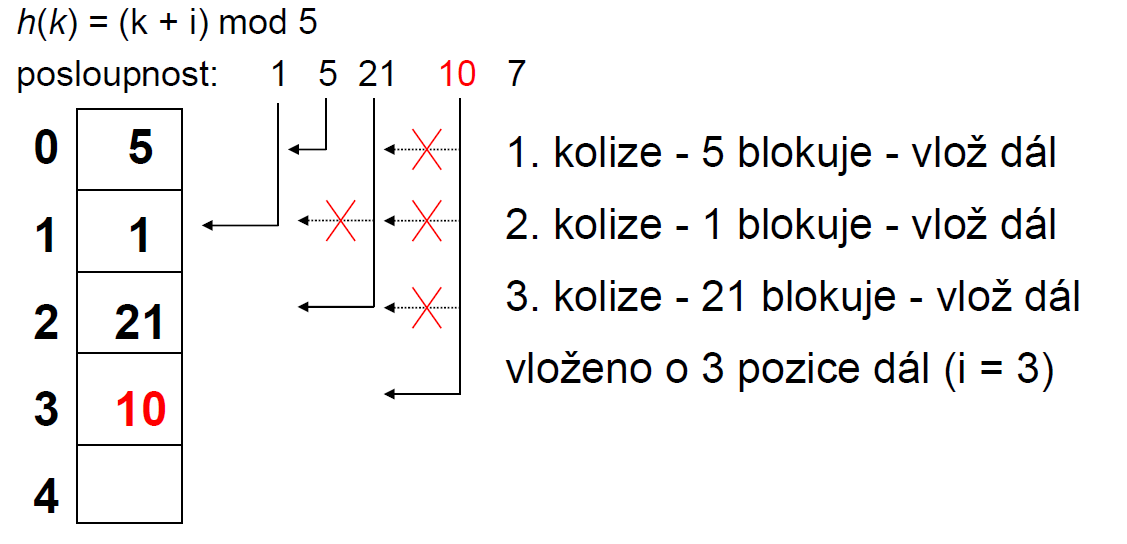 h(k) = (k + i) mod 5
posloupnost: 1 5 21 10 7
0 5
1 1
2 21
3 10
4
1. kolize - 5 blokuje - vlož dál
2. kolize - 1 blokuje - vlož dál
3. kolize - 21 blokuje - vlož dál
vloženo o 3 pozice dál (i = 3)